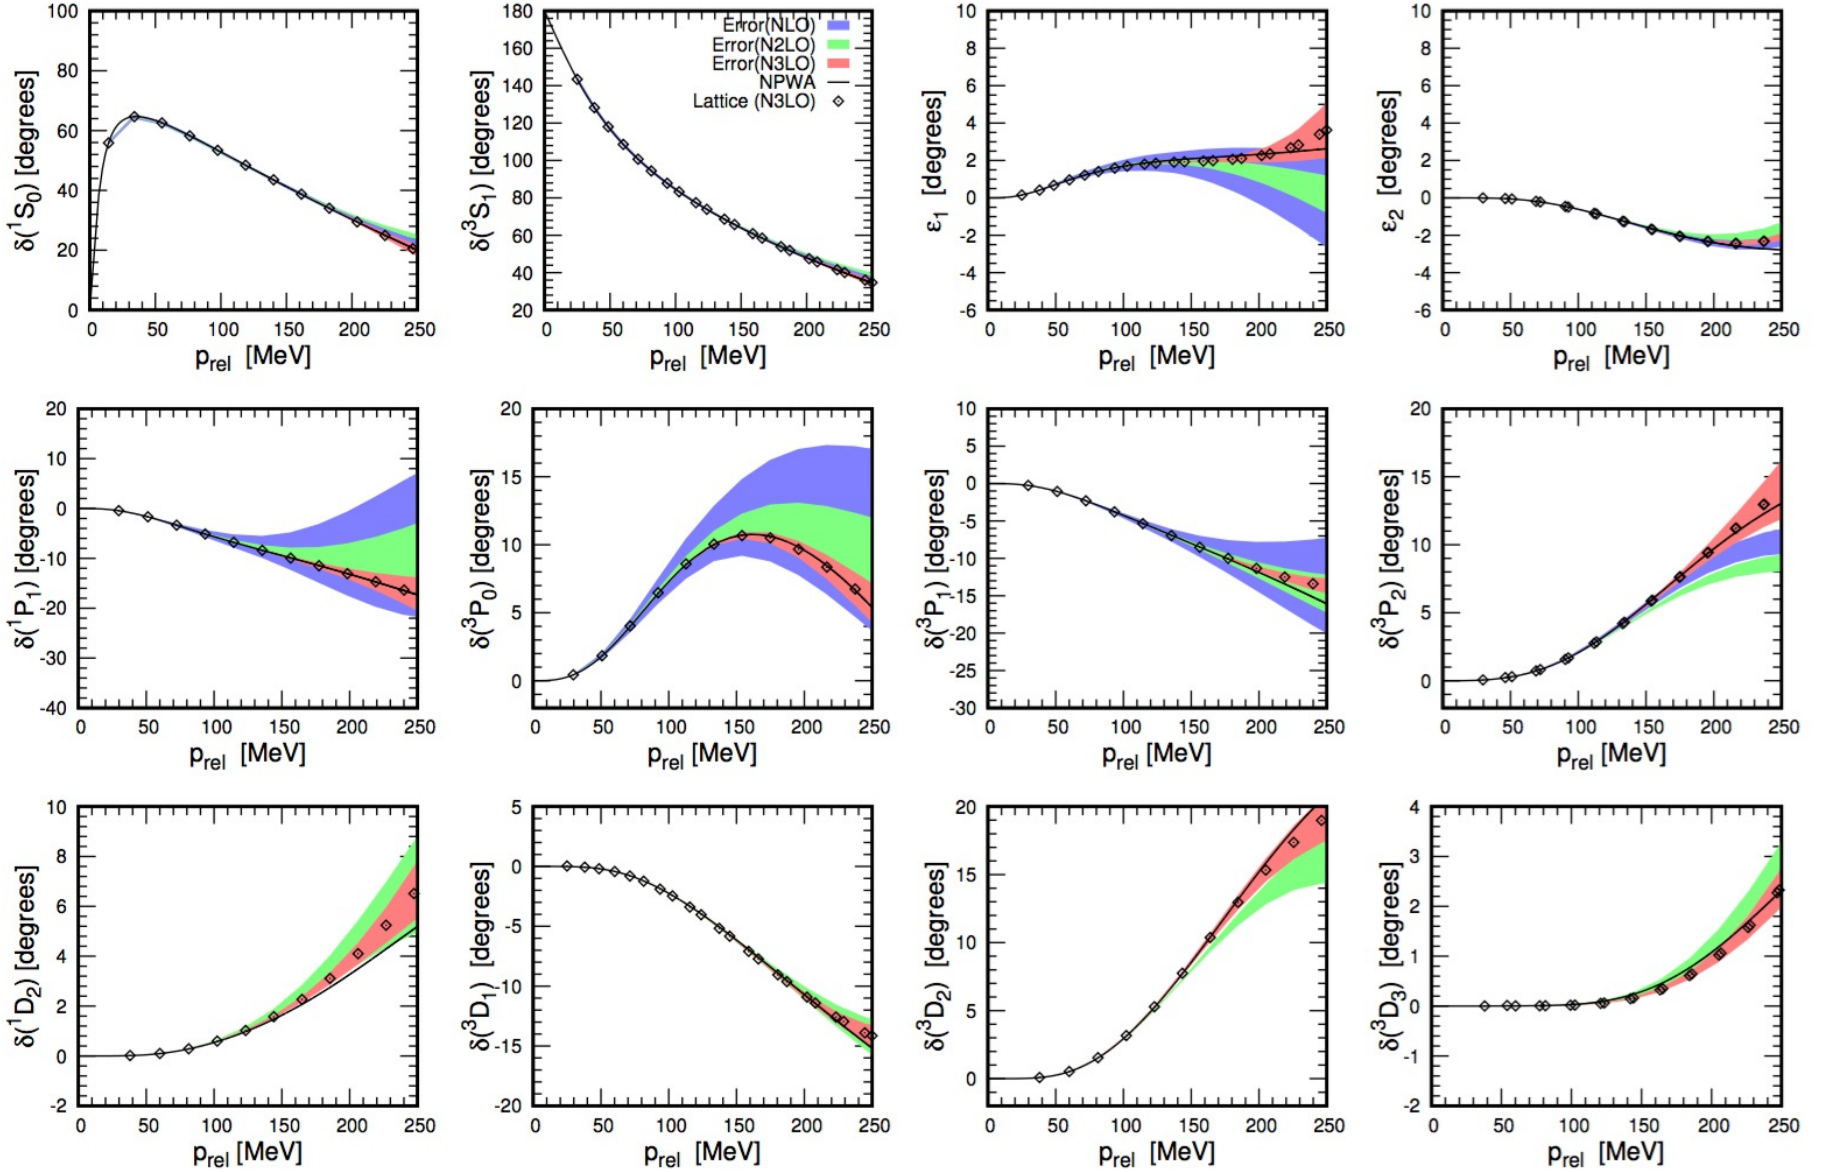 δ(¹S₀) [degrees]
100
80
60
40
20
0
0 50 100 150 200 250
p_rel [MeV]
δ(³S₁) [degrees]
180
160
140
120
100
80
60
40
20
Error(NLO)
Error(N2LO)
Error(N3LO)
NPWA
Lattice (N3LO)
0 50 100 150 200 250
p_rel [MeV]
ε₁ [degrees]
10
8
6
4
2
0
-2
-4
-6
0 50 100 150 200 250
p_rel [MeV]
ε₂ [degrees]
10
8
6
4
2
0
-2
-4
-6
0 50 100 150 200 250
p_rel [MeV]
δ(¹P₁) [degrees]
20
10
0
-10
-20
-30
-40
0 50 100 150 200 250
p_rel [MeV]
δ(³P₀) [degrees]
20
15
10
5
0
0 50 100 150 200 250
p_rel [MeV]
δ(³P₁) [degrees]
10
5
0
-5
-10
-15
-20
-25
-30
0 50 100 150 200 250
p_rel [MeV]
δ(³P₂) [degrees]
20
15
10
5
0
0 50 100 150 200 250
p_rel [MeV]
δ(¹D₂) [degrees]
10
8
6
4
2
0
-2
0 50 100 150 200 250
p_rel [MeV]
δ(³D₁) [degrees]
5
0
-5
-10
-15
-20
0 50 100 150 200 250
p_rel [MeV]
δ(³D₂) [degrees]
20
15
10
5
0
0 50 100 150 200 250
p_rel [MeV]
δ(³D₃) [degrees]
4
3
2
1
0
-1
-2
0 50 100 150 200 250
p_rel [MeV]